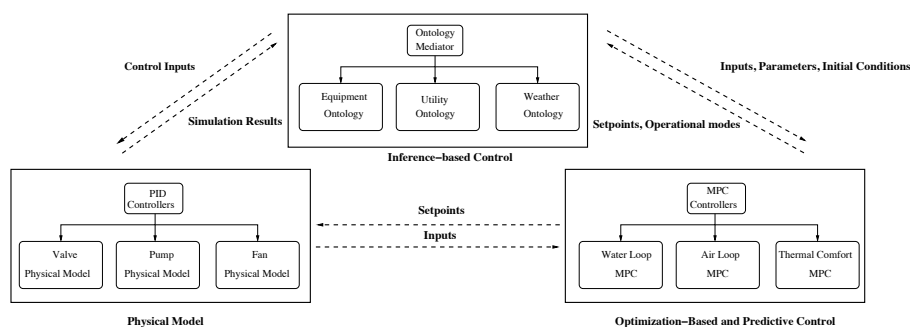 Ontology
Mediator
Equipment
Ontology
Utility
Ontology
Weather
Ontology
Inference−based Control
Control Inputs
Simulation Results
Inputs, Parameters, Initial Conditions
Setpoints, Operational modes
PID
Controllers
Valve
Physical Model
Pump
Physical Model
Fan
Physical Model
Physical Model
Setpoints
Inputs
MPC
Controllers
Water Loop
MPC
Air Loop
MPC
Thermal Comfort
MPC
Optimization−Based and Predictive Control